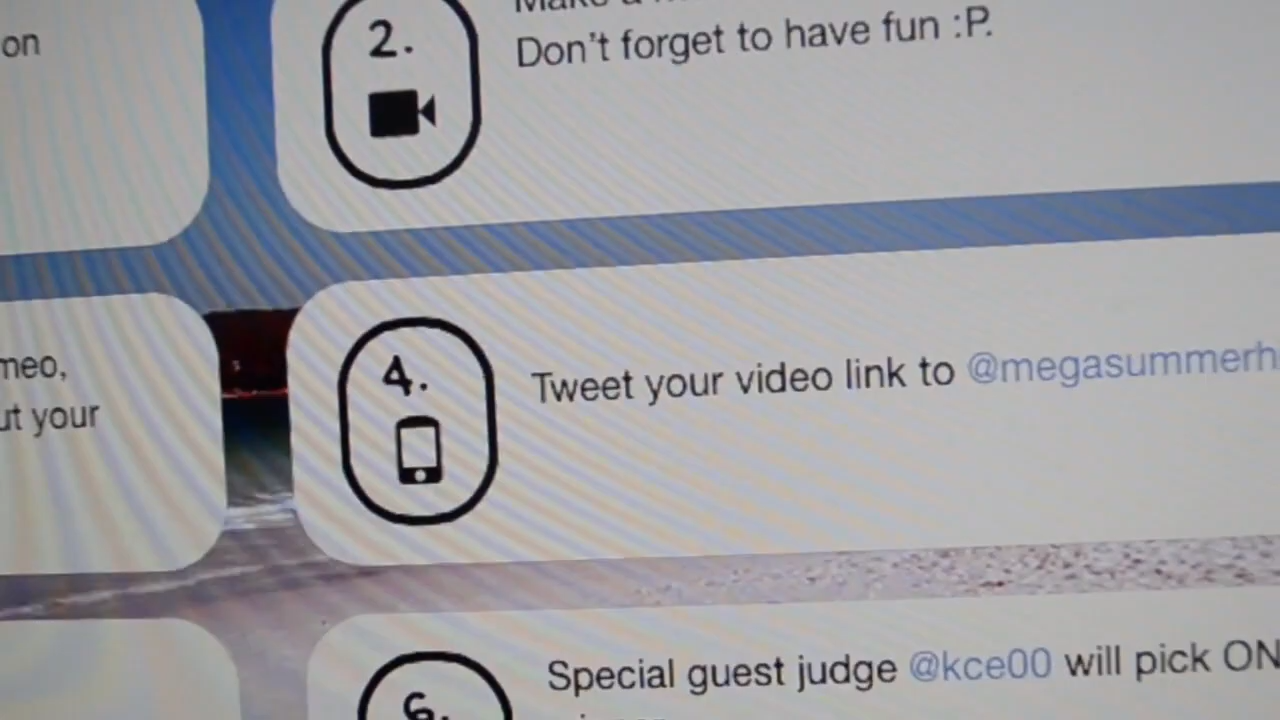 on
2.
Don't forget to have fun :P.
ut your
4.
Tweet your video link to @megasummerh
6.
Special guest judge @kce00 will pick ON